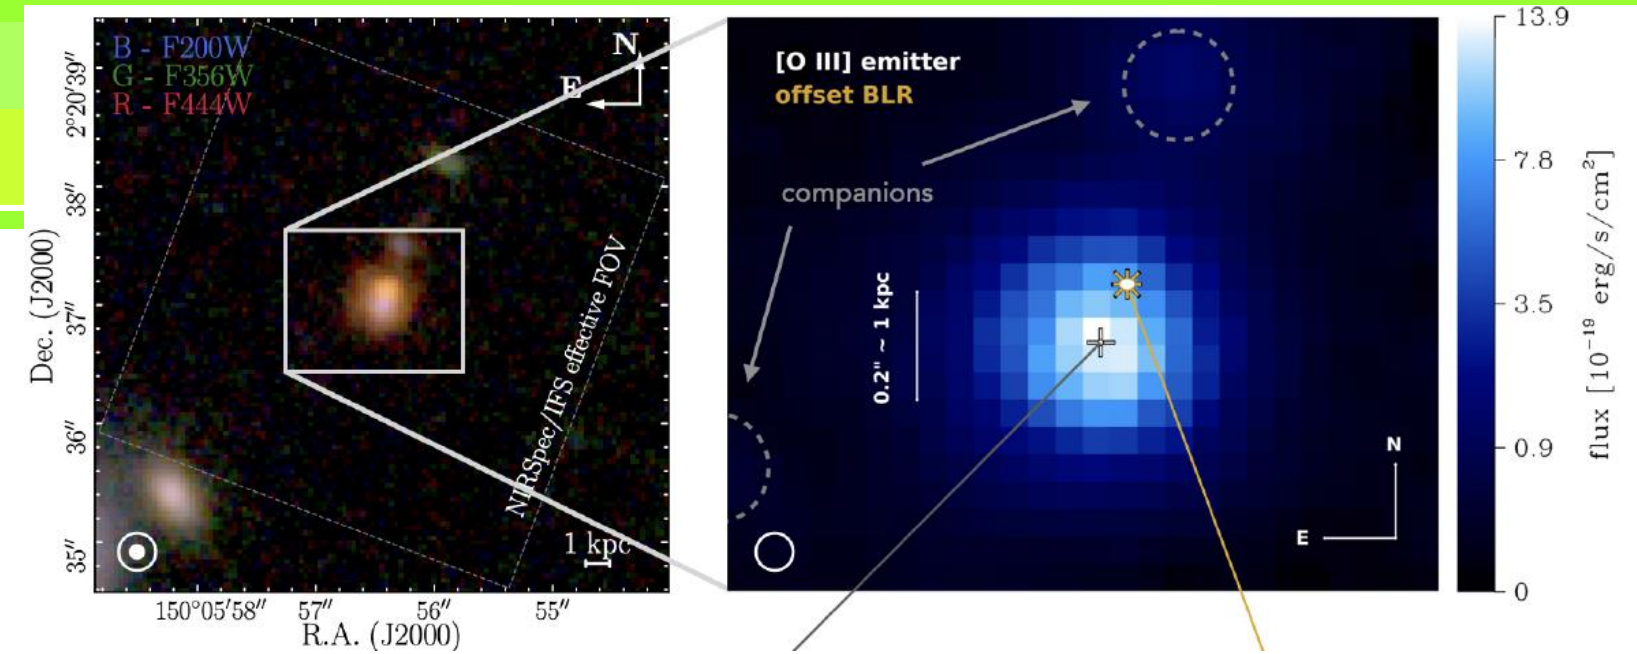 B - F200W
G - F356W
R - F444W
N
E
2°20′39″
38″
37″
36″
35″
Dec. (J2000)
NIRSpec/IFS effective FOV
1 kpc
150°05′58″ 57″ 56″ 55″
R.A. (J2000)
[O III] emitter
offset BLR
companions
0.2" ~ 1 kpc
N
E
13.9
7.8
3.5
0.9
0
flux [10⁻¹⁹ erg/s/cm²]